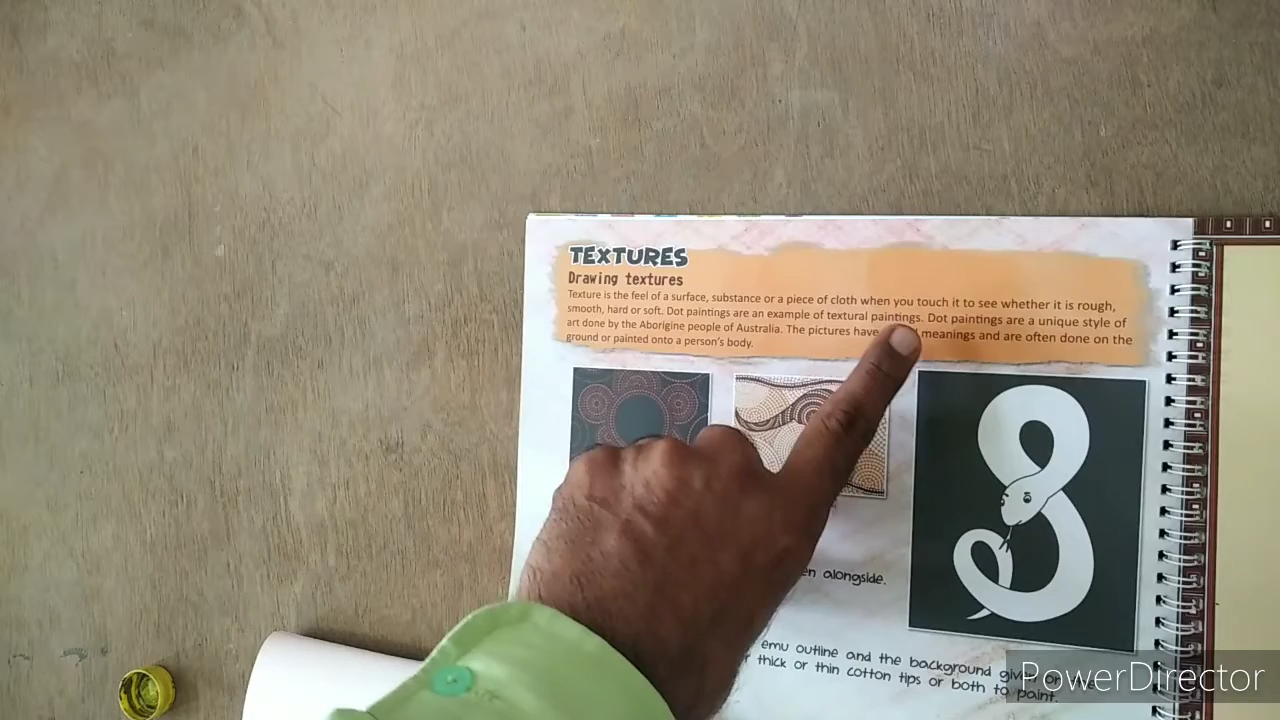 TEXTURES
Drawing textures
Texture is the feel of a surface, substance or a piece of cloth when you touch it to see whether it is rough,
smooth, hard or soft. Dot paintings are an example of textural paintings. Dot paintings are a unique style of
art done by the Aborigine people of Australia. The pictures have meanings and are often done on the
ground or painted onto a person's body.
alongside.
emu outline and the background
thick or thin cotton tips or both to paint.
PowerDirector